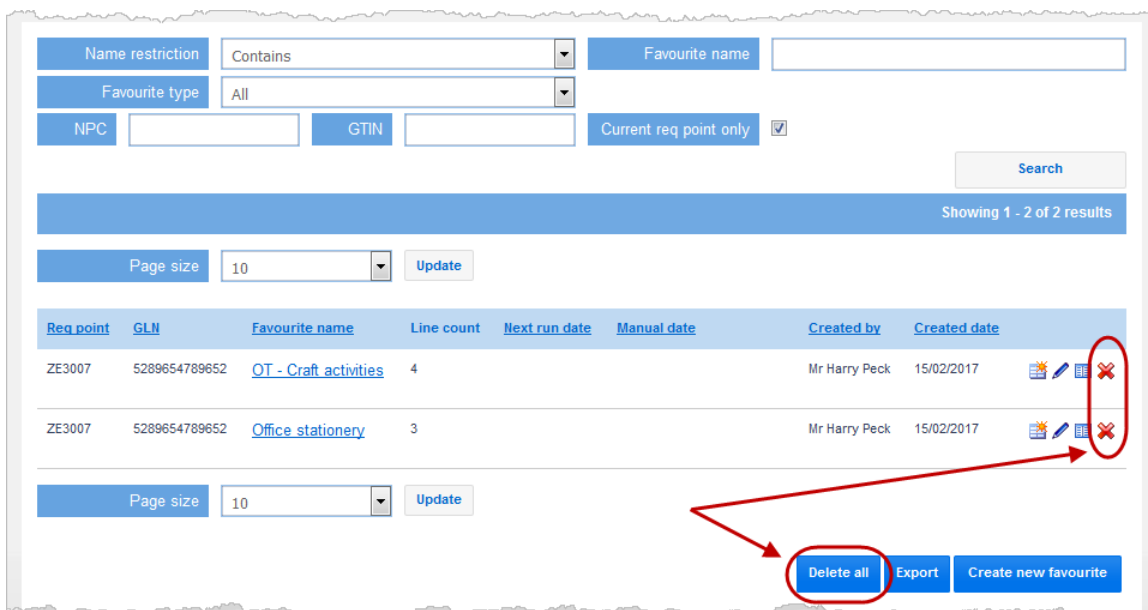 Name restriction Contains Favourite name
Favourite type All
NPC GTIN Current req point only
Search
Showing 1 - 2 of 2 results
Page size 10 Update
Req point GLN Favourite name Line count Next run date Manual date Created by Created date
ZE3007 5289654789652 OT - Craft activities 4 Mr Harry Peck 15/02/2017
ZE3007 5289654789652 Office stationery 3 Mr Harry Peck 15/02/2017
Page size 10 Update
Delete all Export Create new favourite